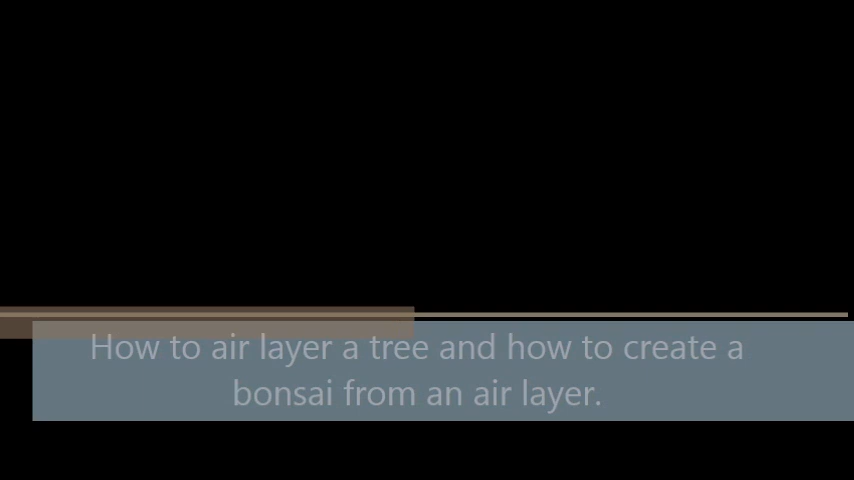 How to air layer a tree and how to create a
bonsai from an air layer.